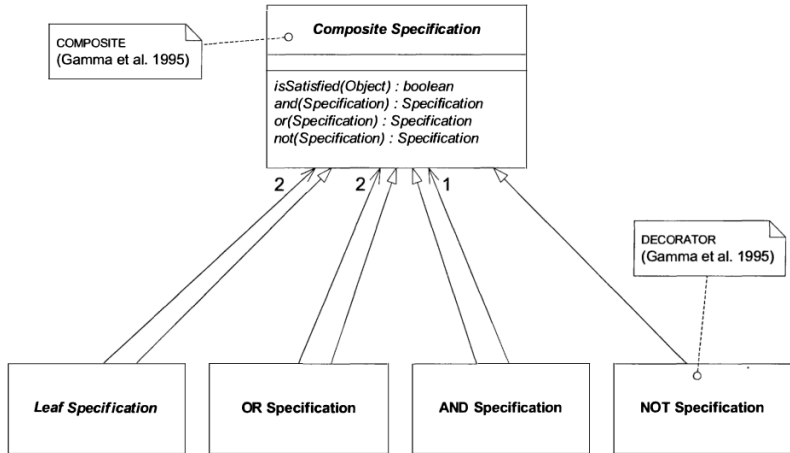 Composite Specification
COMPOSITE
(Gamma et al. 1995)
isSatisfied(Object) : boolean
and(Specification) : Specification
or(Specification) : Specification
not(Specification) : Specification
2
2
1
DECORATOR
(Gamma et al. 1995)
Leaf Specification
OR Specification
AND Specification
NOT Specification